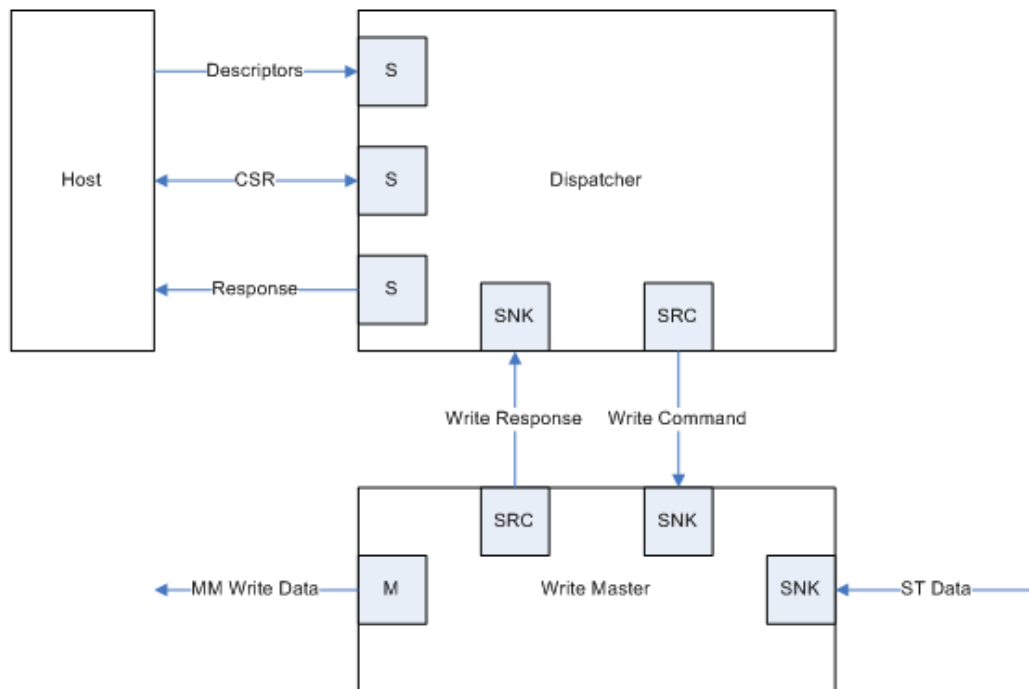 Descriptors
S
Host
CSR
S
Dispatcher
Response
S
SNK
SRC
Write Response
Write Command
SRC
SNK
MM Write Data
M
Write Master
SNK
ST Data